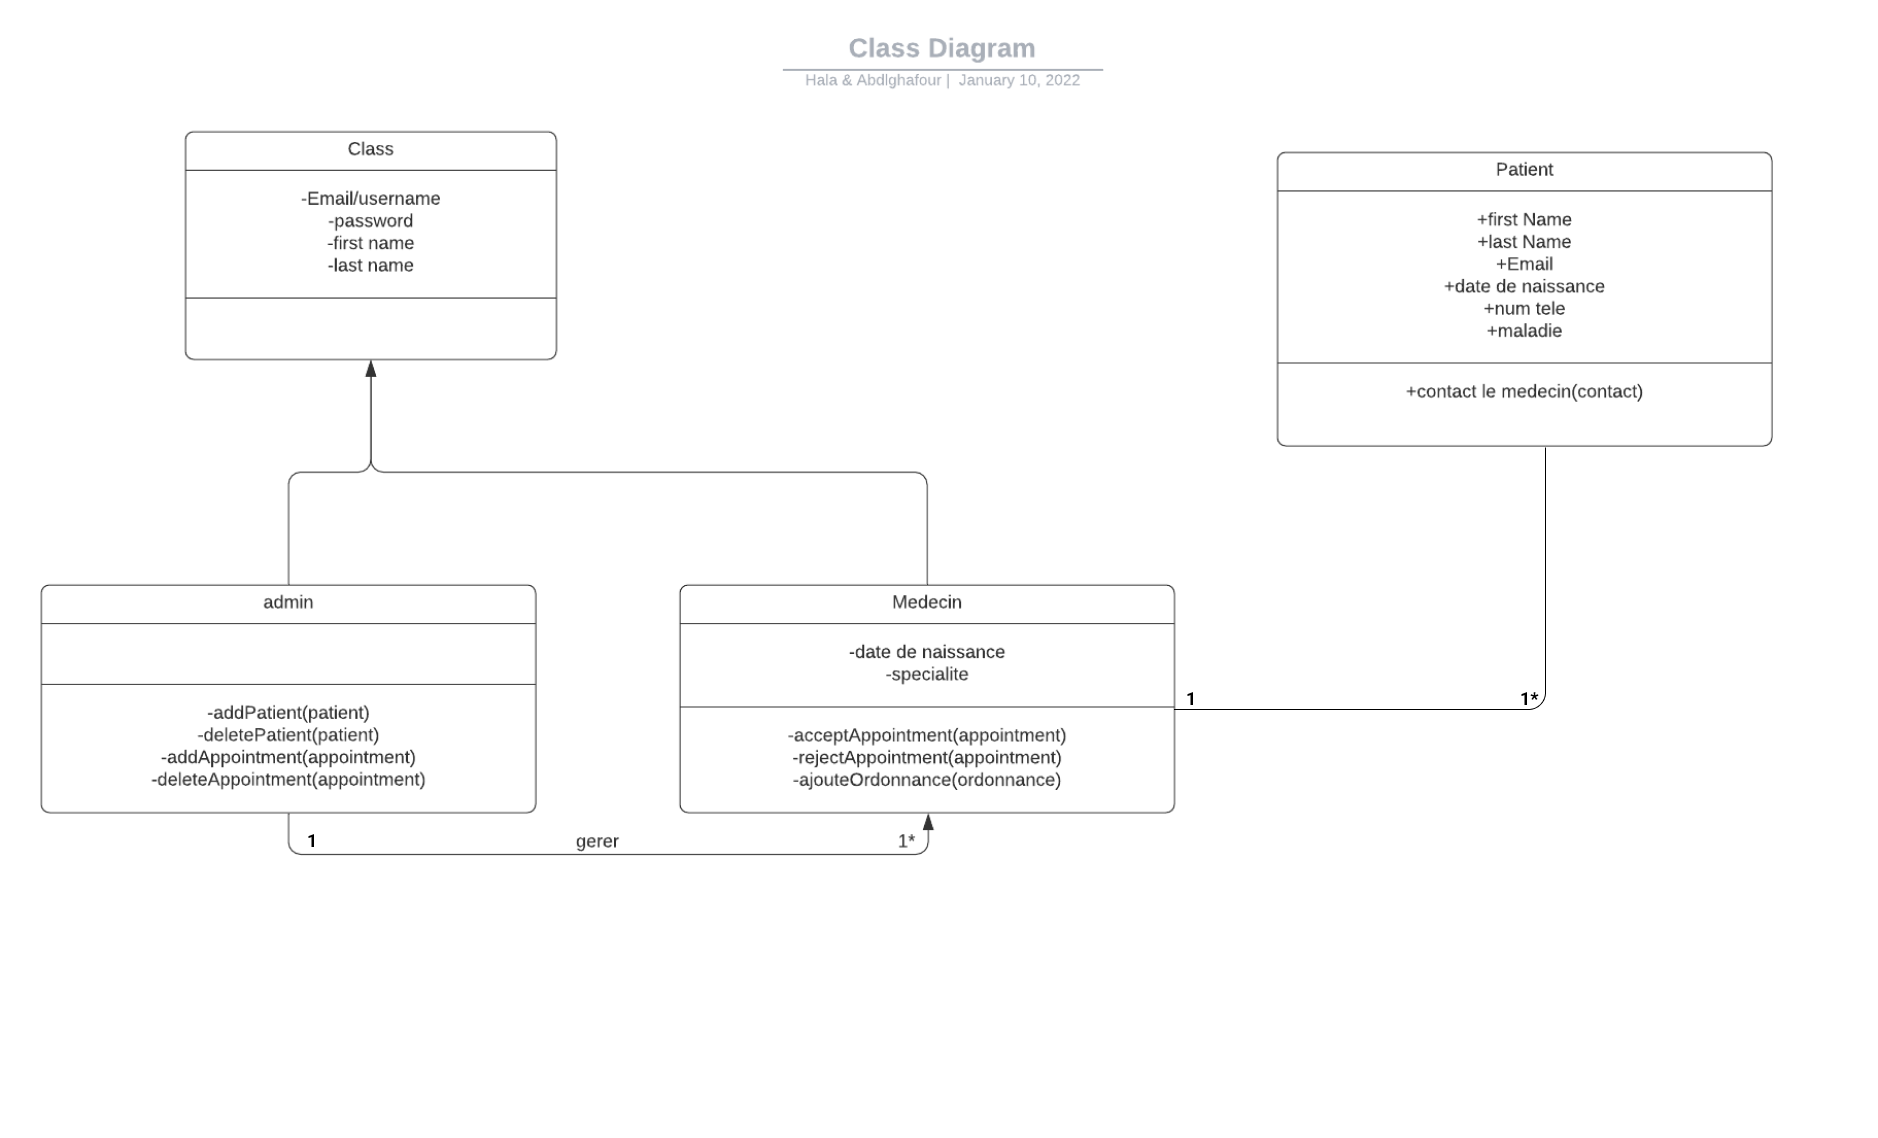 Class Diagram
Hala & Abdlghafour | January 10, 2022
Class
-Email/username
-password
-first name
-last name
Patient
+first Name
+last Name
+Email
+date de naissance
+num tele
+maladie
+contact le medecin(contact)
admin
-addPatient(patient)
-deletePatient(patient)
-addAppointment(appointment)
-deleteAppointment(appointment)
Medecin
-date de naissance
-specialite
-acceptAppointment(appointment)
-rejectAppointment(appointment)
-ajouteOrdonnance(ordonnance)
1
1*
1
gerer
1*